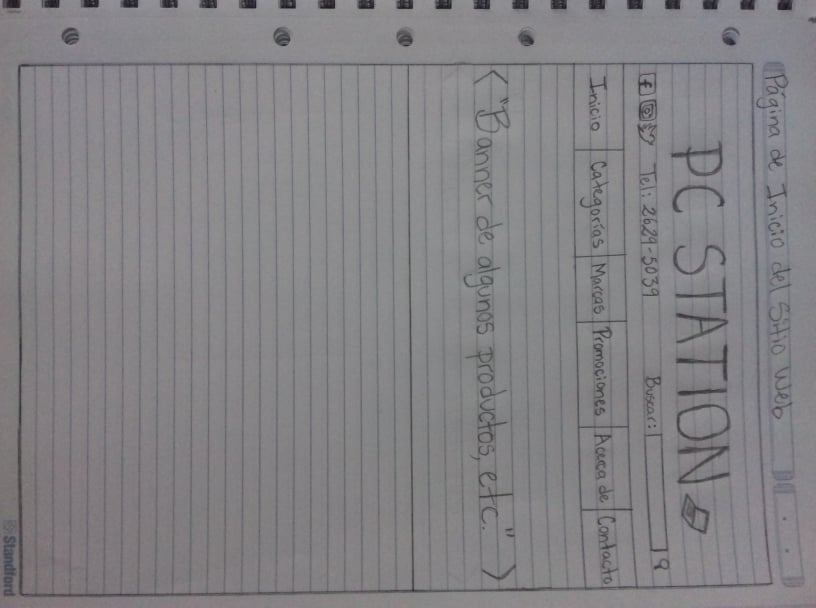 Página de Inicio del Sitio Web
PC STATION
Tel: 2629-5039 Buscar:
Inicio Categorías Marcas Promociones Acerca de Contacto
< "Banner de algunos productos, etc." >
Standford